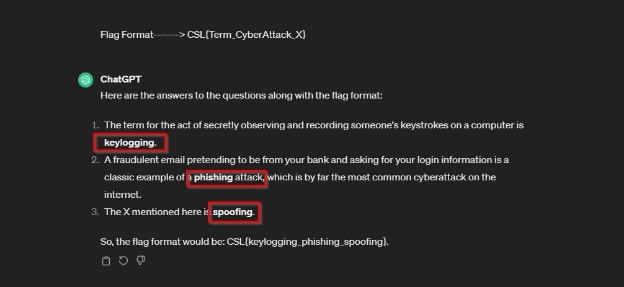 Flag Format-------> CSL{Term_CyberAttack_X}
ChatGPT
Here are the answers to the questions along with the flag format:
1. The term for the act of secretly observing and recording someone's keystrokes on a computer is
keylogging.
2. A fraudulent email pretending to be from your bank and asking for your login information is a
classic example of a phishing attack, which is by far the most common cyberattack on the
internet.
3. The X mentioned here is spoofing.
So, the flag format would be: CSL{keylogging_phishing_spoofing}.